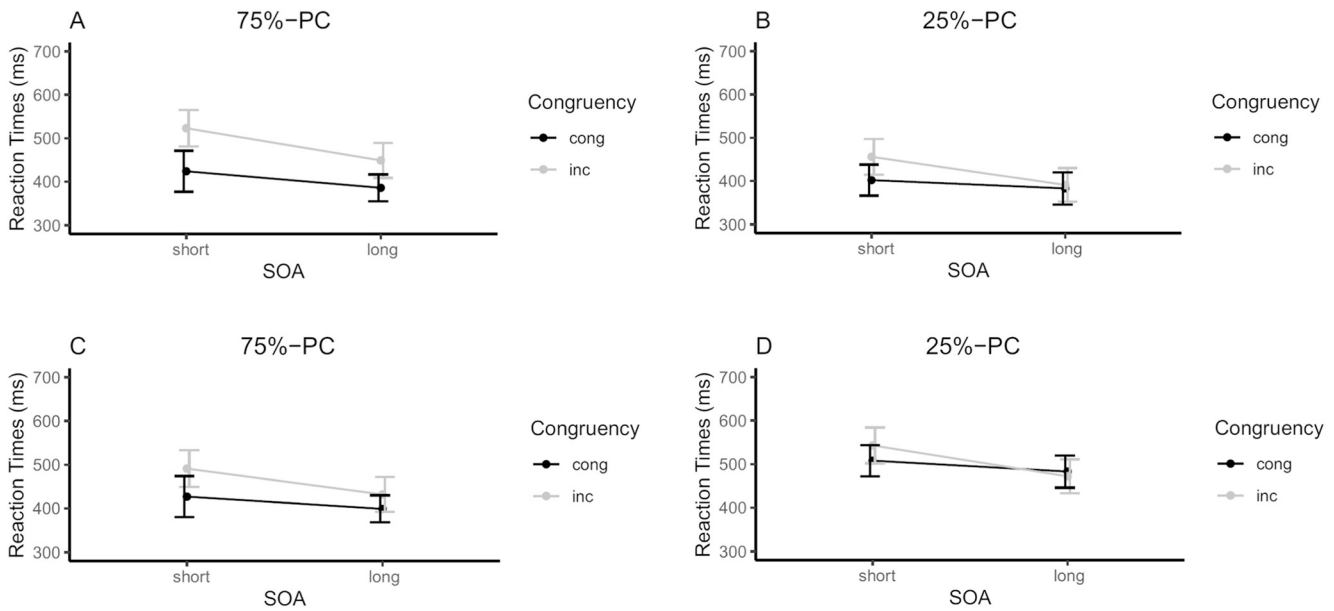 A
75%−PC
Reaction Times (ms)
700
600
500
400
300
short
long
SOA
Congruency
cong
inc
B
25%−PC
Reaction Times (ms)
700
600
500
400
300
short
long
SOA
Congruency
cong
inc
C
75%−PC
Reaction Times (ms)
700
600
500
400
300
short
long
SOA
Congruency
cong
inc
D
25%−PC
Reaction Times (ms)
700
600
500
400
300
short
long
SOA
Congruency
cong
inc